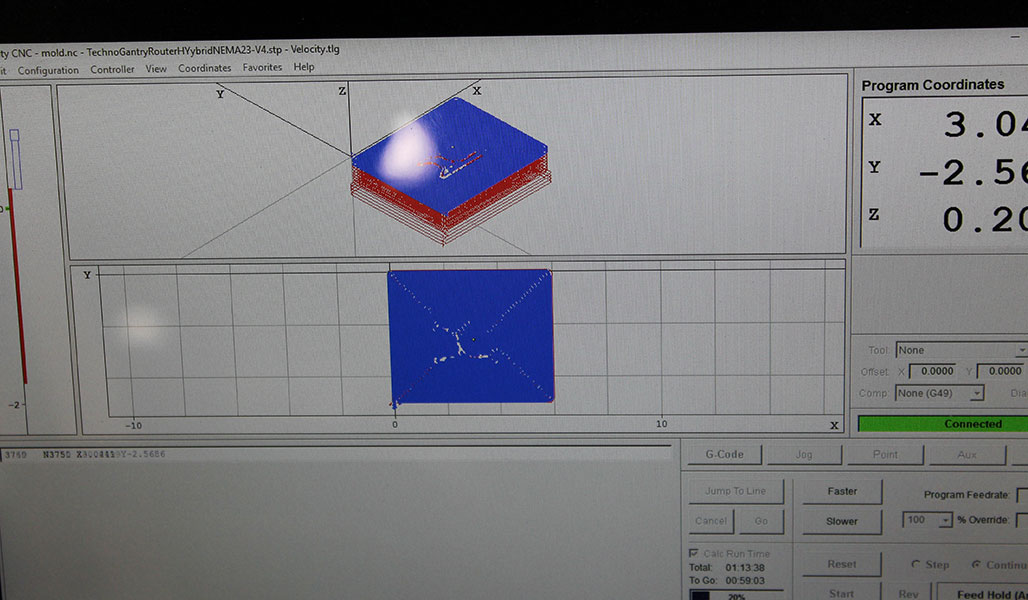 ty CNC - mold.nc - TechnoGantryRouterHYybridNEMA23-V4.stp - Velocity.tlg
it Configuration Controller View Coordinates Favorites Help
Y Z X
Program Coordinates
X 3.04
Y -2.56
Z 0.20
Y
-2
-10 0 10 X
Tool: None
Offset: X 0.0000 Y 0.0000
Comp: None (G49) Dia
Connected
3769 N3750 Y-2.5686
G-Code Jog Point Aux
Jump To Line Faster Program Feedrate:
Cancel Go Slower 100 % Override:
Calc Run Time
Total: 01:13:38
To Go: 00:59:03
20%
Reset Step Continu
Start Rev Feed Hold (A